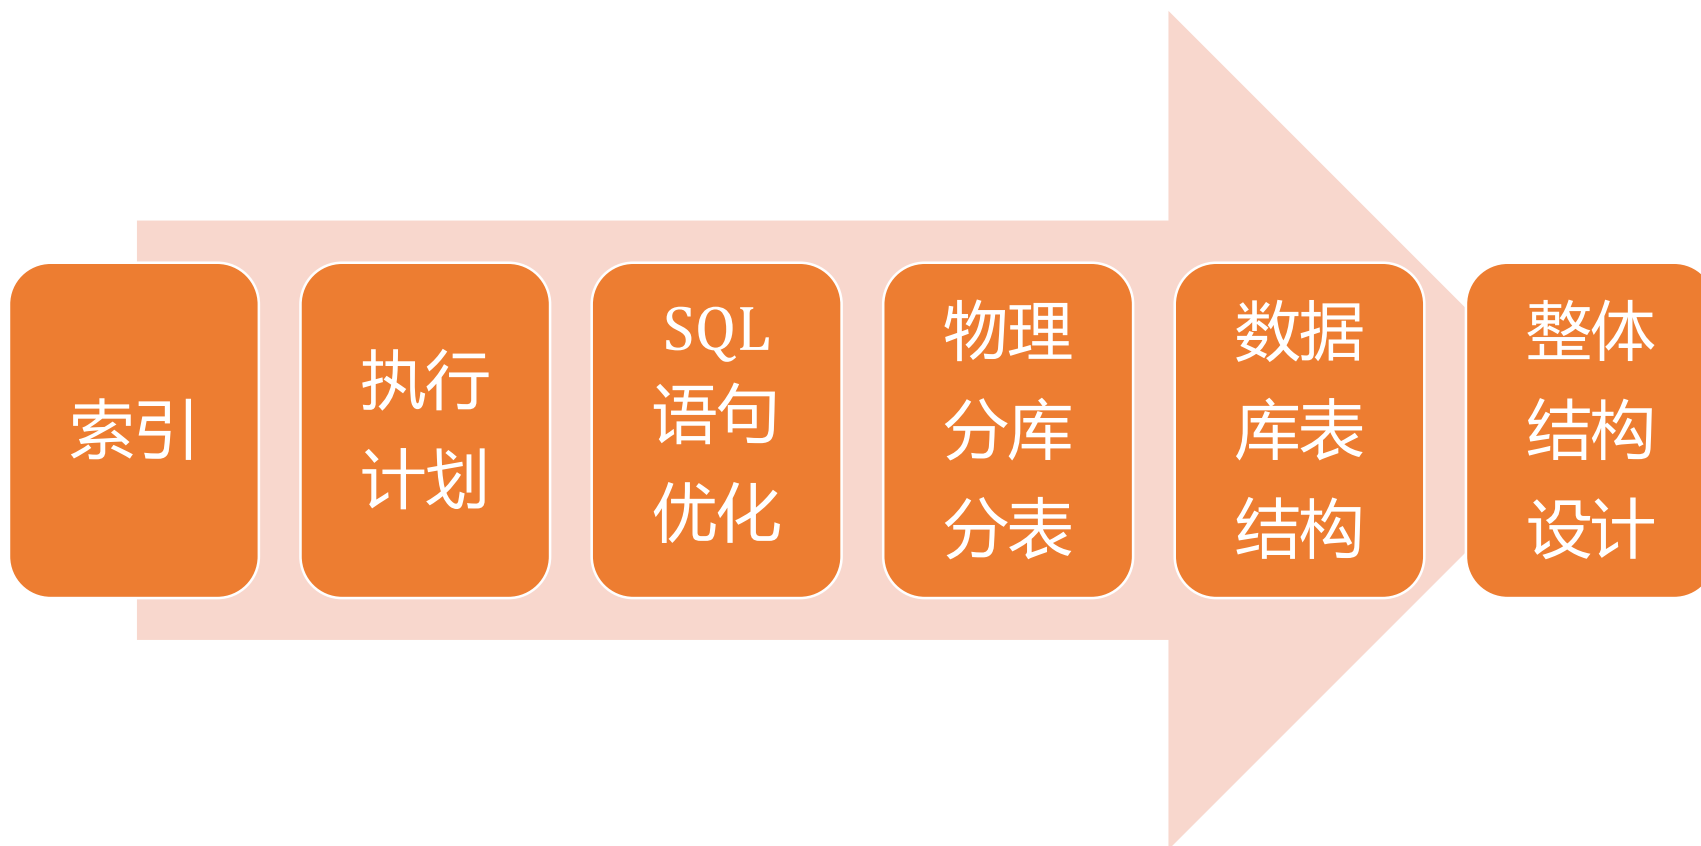 索引
执行
计划
SQL
语句
优化
物理
分库
分表
数据
库表
结构
整体
结构
设计